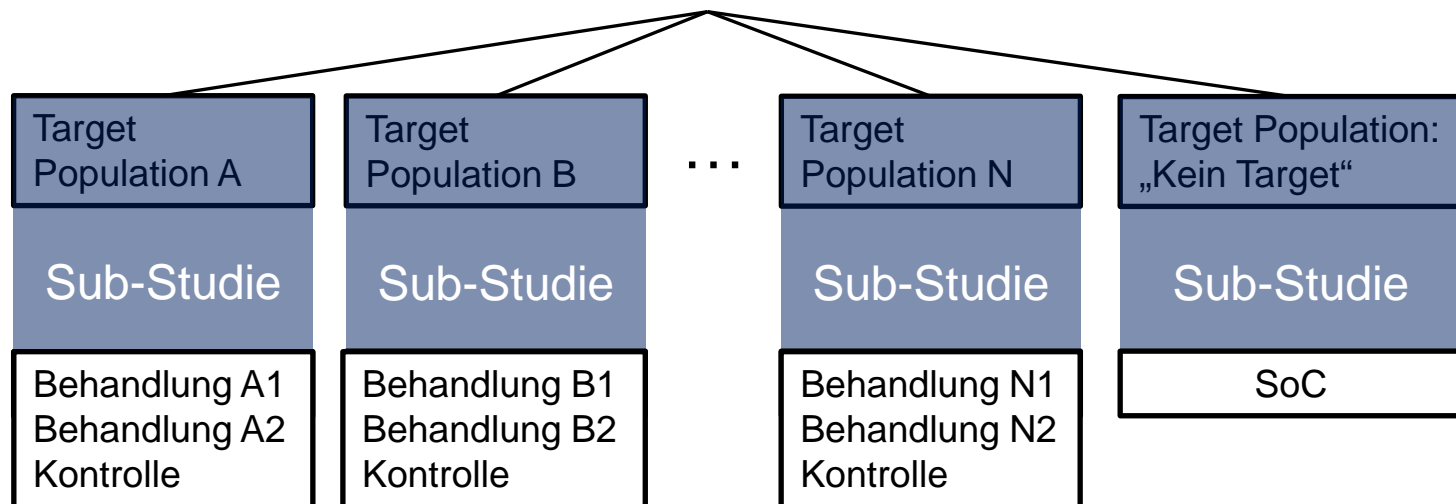 Target
Population A
Target
Population B
...
Target
Population N
Target Population:
„Kein Target“
Sub-Studie
Sub-Studie
Sub-Studie
Sub-Studie
Behandlung A1
Behandlung A2
Kontrolle
Behandlung B1
Behandlung B2
Kontrolle
Behandlung N1
Behandlung N2
Kontrolle
SoC